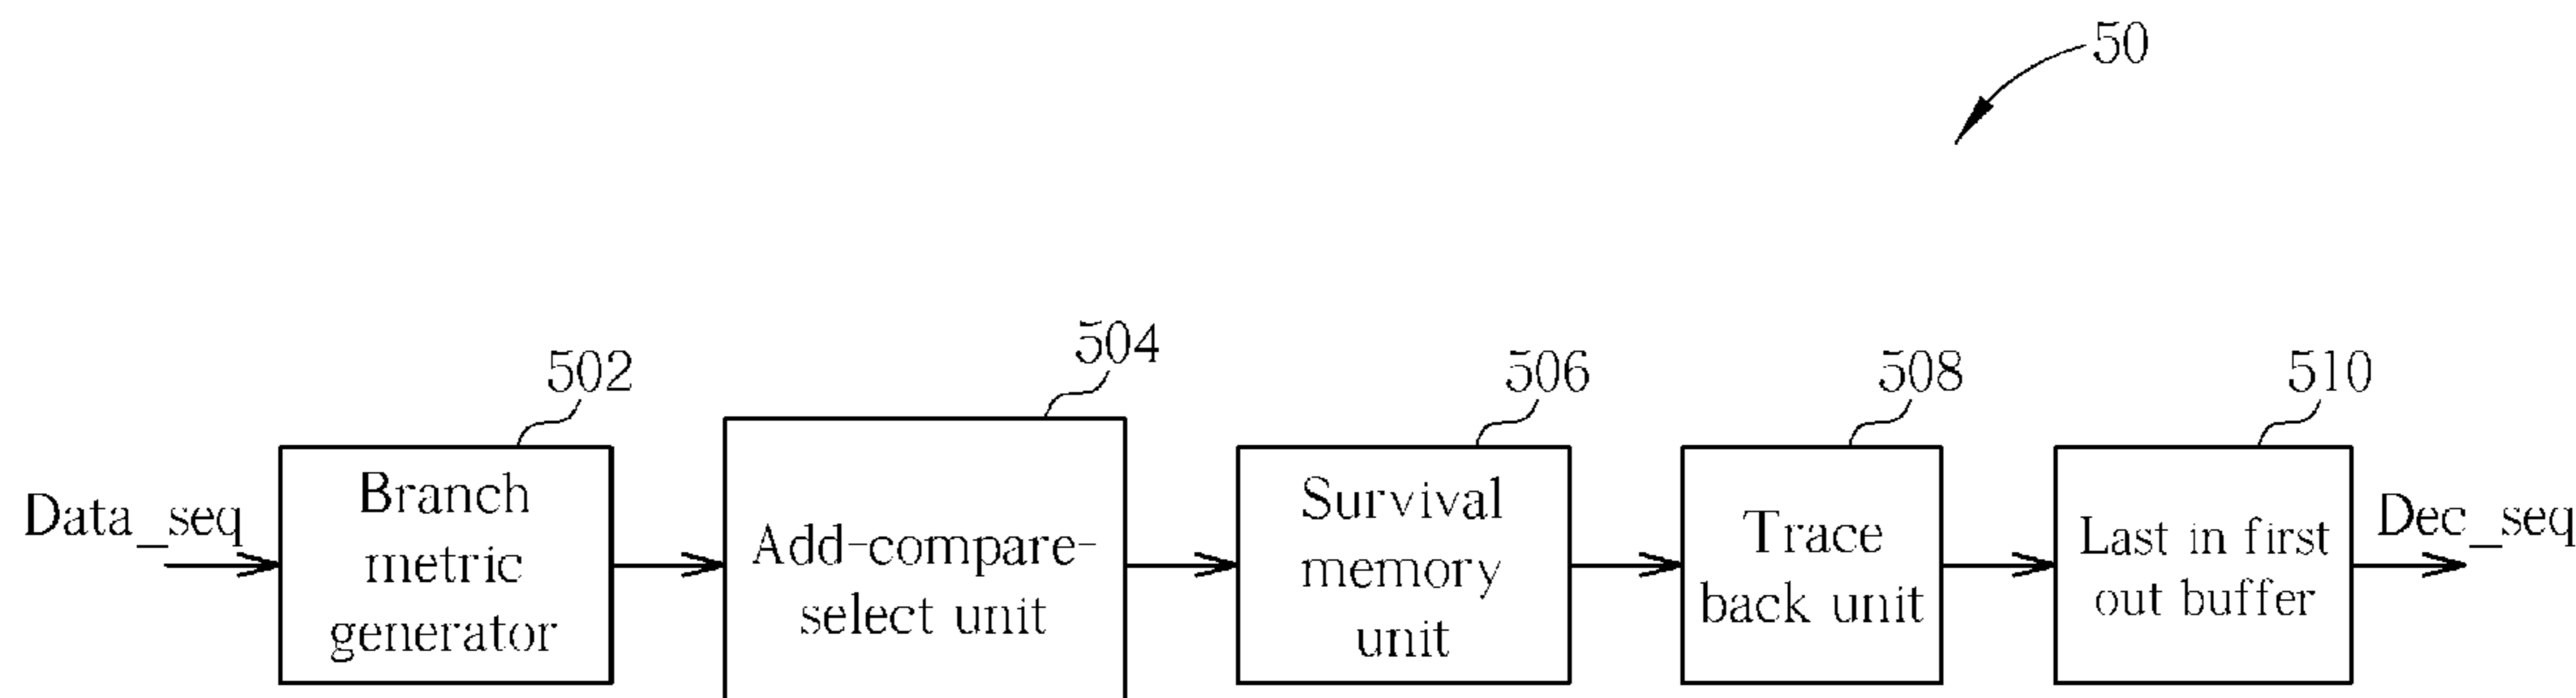 50
502
504
506
508
510
Data_seq
Branch
metric
generator
Add-compare-
select unit
Survival
memory
unit
Trace
back unit
Last in first
out buffer
Dec_seq